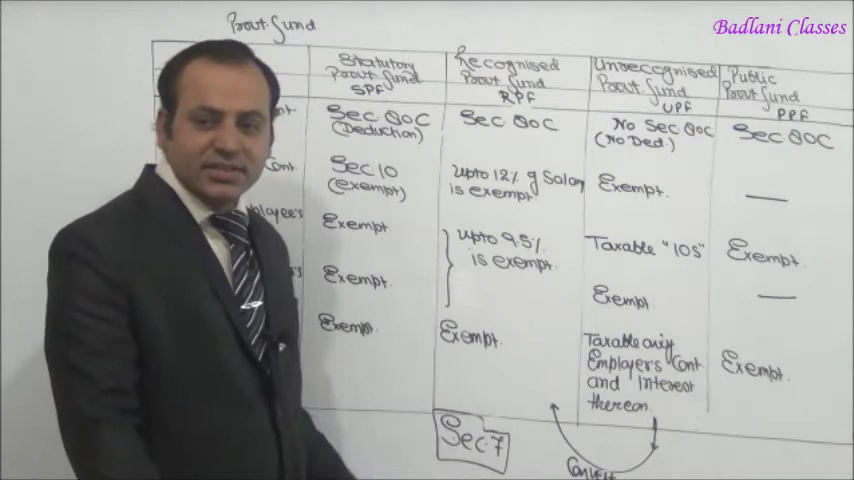 Badlani Classes
Provt. fund
Statutory
Provt fund
SPF
Recognised
Provt fund
RPF
Unrecognised
Provt. fund
UPF
Public
Provt fund
PPF
Sec. 80C
(Deduction)
Sec 80C
No Sec 80C
(No Ded.)
Sec 80C
Cont.
Sec 10
(exempt)
Upto 12% of Salary
is exempt.
Exempt.
—
ployee's
Exempt
Upto 9.5%
is exempt.
Taxable "IOS"
Exempt.
Exempt.
Exempt.
—
Exempt.
Exempt.
Taxable only
Employer's Cont
and Interest
thereon.
Exempt.
Sec. 7
Convert